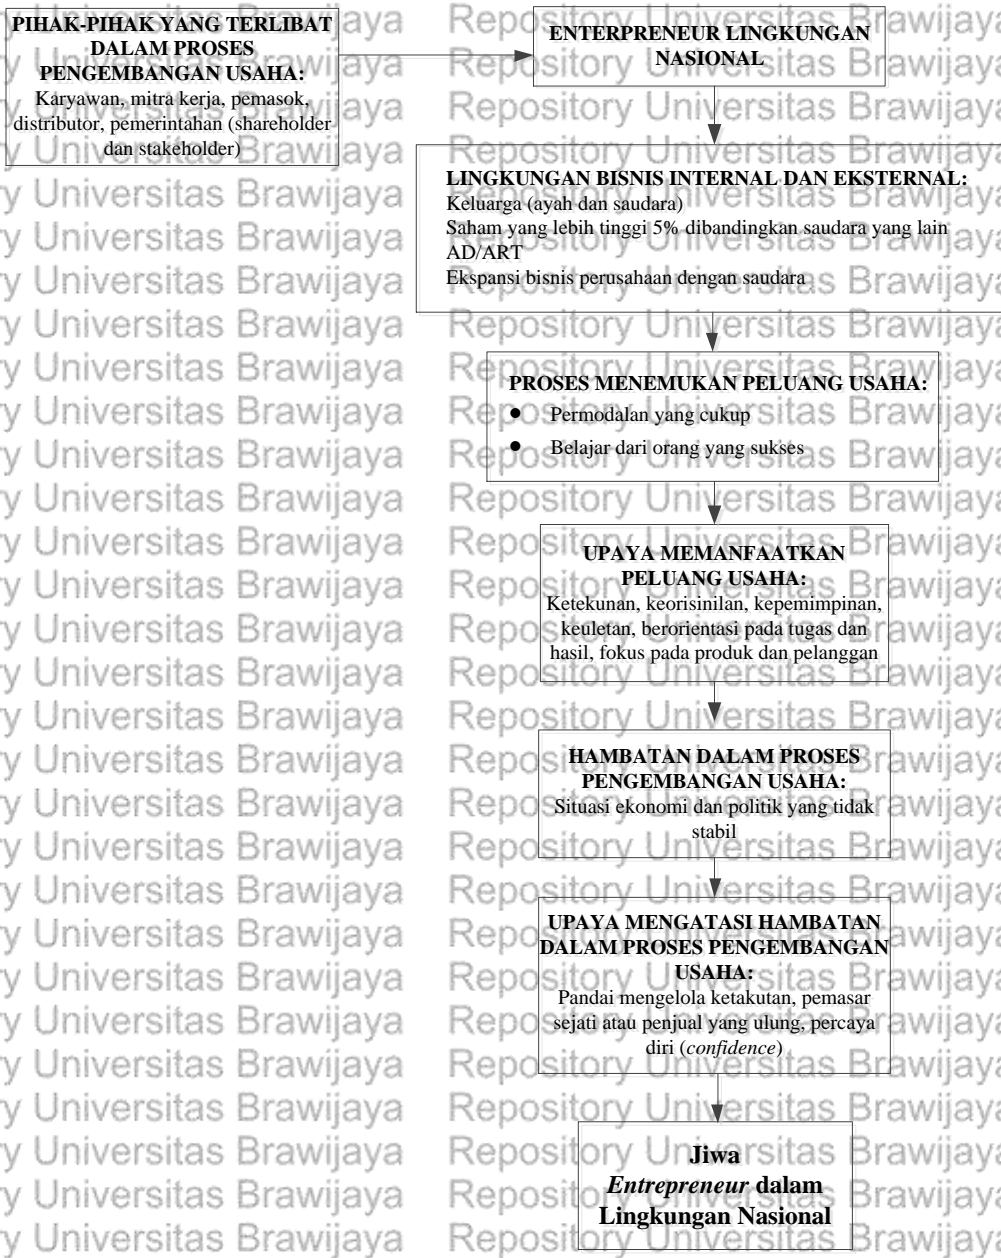 PIHAK-PIHAK YANG TERLIBAT
DALAM PROSES
PENGEMBANGAN USAHA:
Karyawan, mitra kerja, pemasok,
distributor, pemerintahan (shareholder
dan stakeholder)
ENTERPRENEUR LINGKUNGAN
NASIONAL
LINGKUNGAN BISNIS INTERNAL DAN EKSTERNAL:
Keluarga (ayah dan saudara)
Saham yang lebih tinggi 5% dibandingkan saudara yang lain
AD/ART
Ekspansi bisnis perusahaan dengan saudara
PROSES MENEMUKAN PELUANG USAHA:
• Permodalan yang cukup
• Belajar dari orang yang sukses
UPAYA MEMANFAATKAN
PELUANG USAHA:
Ketekunan, keorisinilan, kepemimpinan,
keuletan, berorientasi pada tugas dan
hasil, fokus pada produk dan pelanggan
HAMBATAN DALAM PROSES
PENGEMBANGAN USAHA:
Situasi ekonomi dan politik yang tidak
stabil
UPAYA MENGATASI HAMBATAN
DALAM PROSES PENGEMBANGAN
USAHA:
Pandai mengelola ketakutan, pemasar
sejati atau penjual yang ulung, percaya
diri (confidence)
Jiwa
Entrepreneur dalam
Lingkungan Nasional